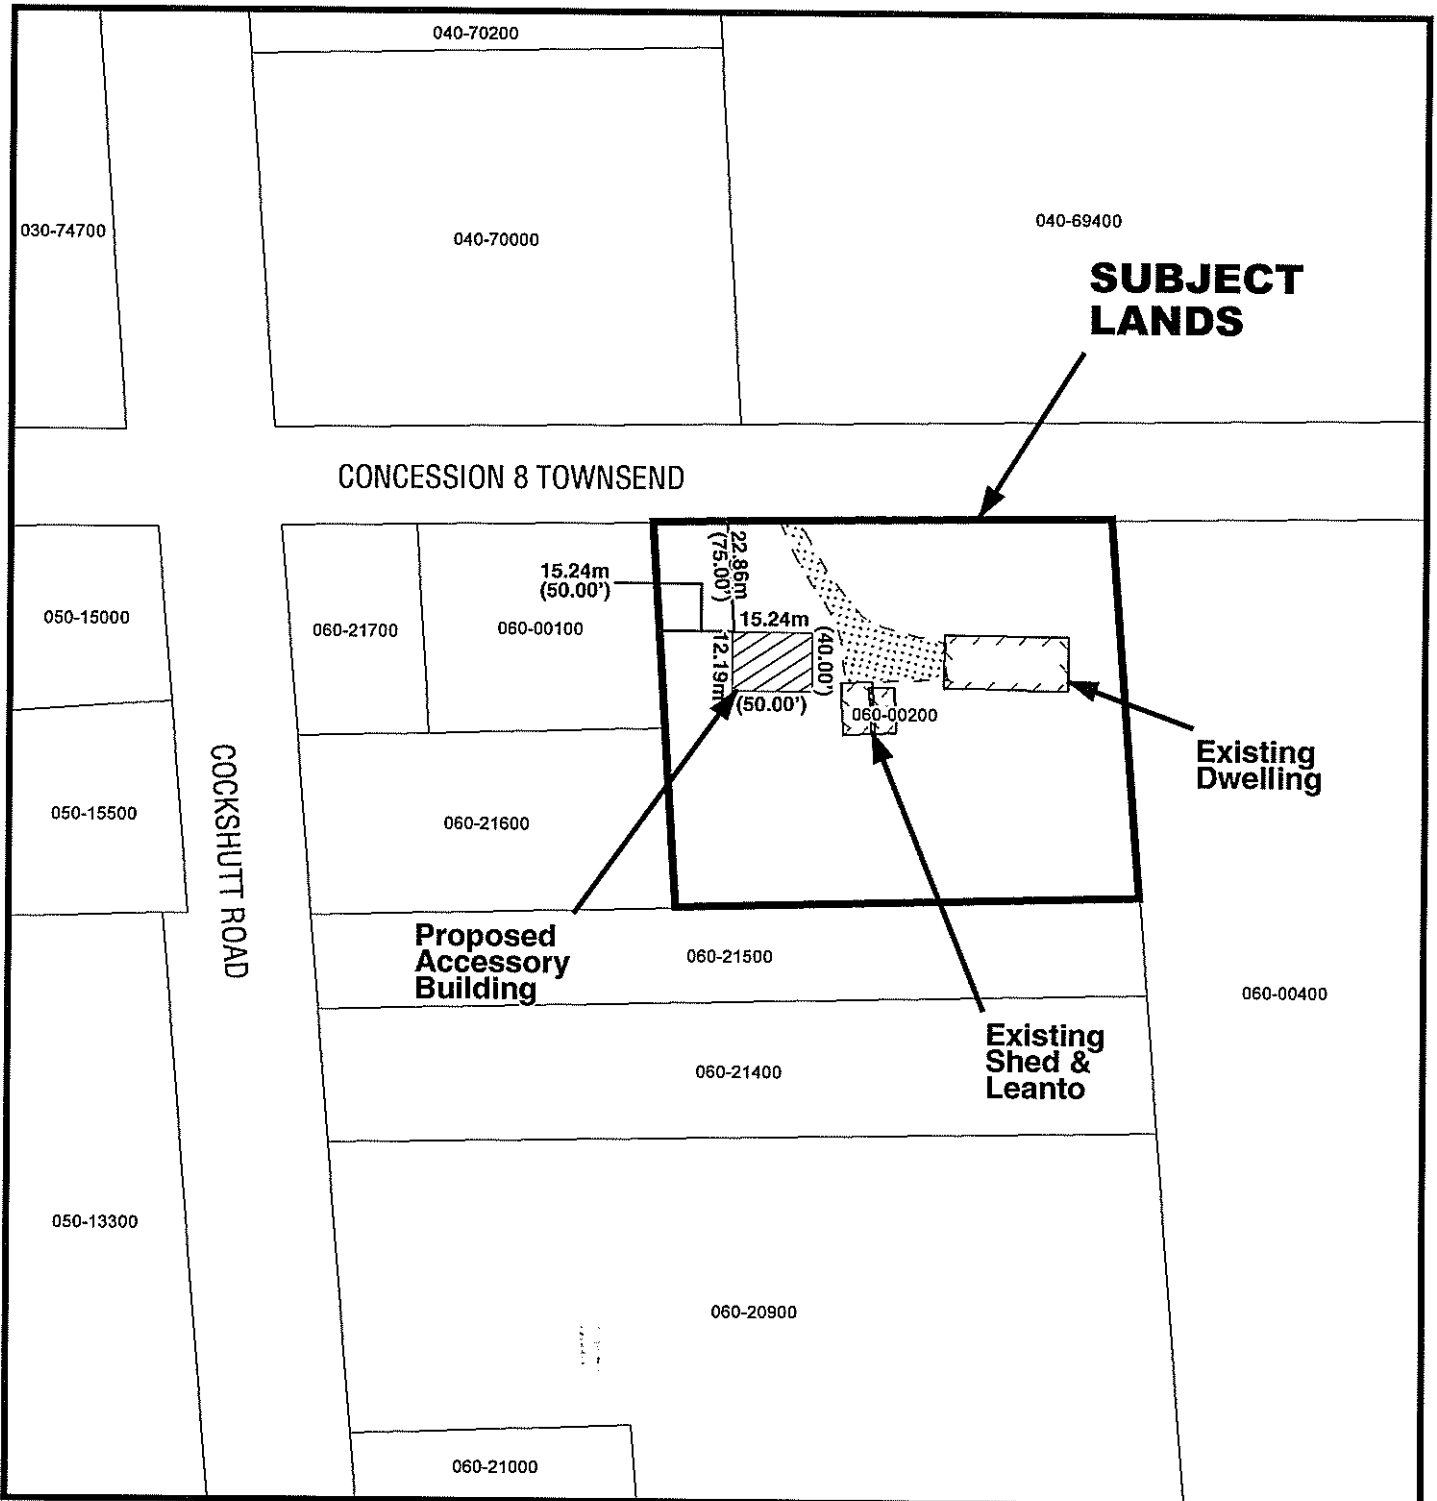 040-70200
030-74700
040-70000
040-69400
SUBJECT
LANDS
CONCESSION 8 TOWNSEND
22.86m
(75.00')
15.24m
(50.00')
050-15000
060-21700
060-00100
15.24m
12.19m
(40.00')
(50.00')
060-00200
Existing
Dwelling
COCKSHUTT ROAD
050-15500
060-21600
Proposed
Accessory
Building
060-21500
060-00400
Existing
Shed &
Leanto
060-21400
050-13300
060-20900
060-21000